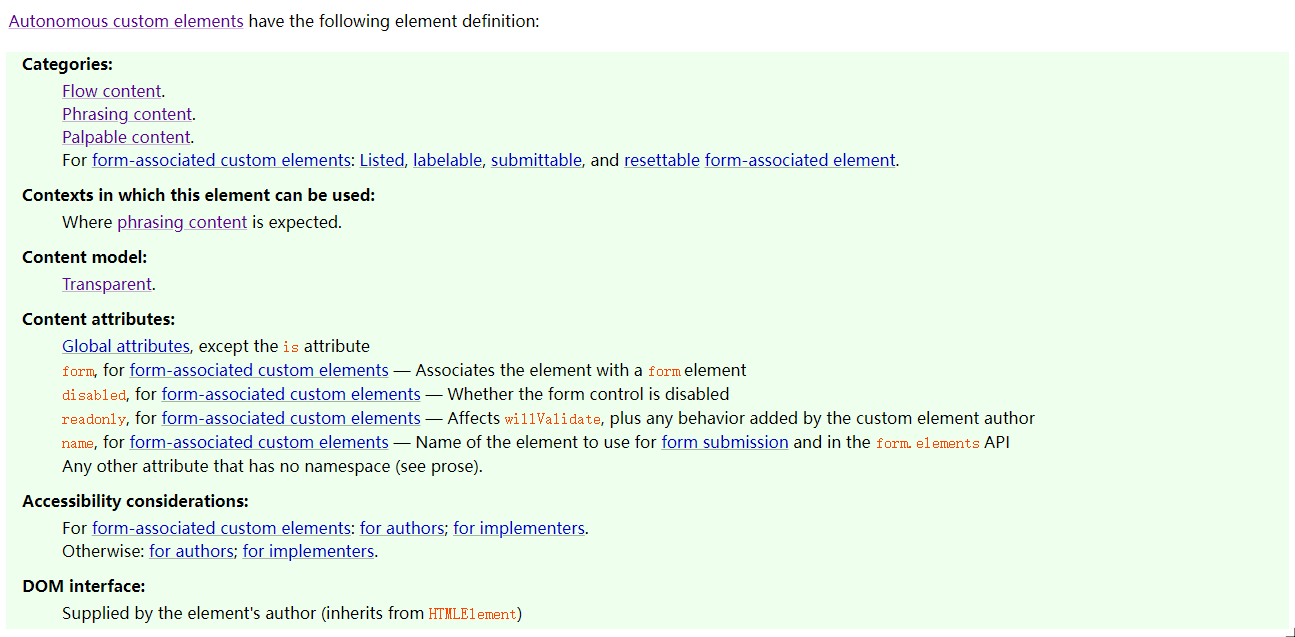 Autonomous custom elements have the following element definition:
Categories:
Flow content.
Phrasing content.
Palpable content.
For form-associated custom elements: Listed, labelable, submittable, and resettable form-associated element.
Contexts in which this element can be used:
Where phrasing content is expected.
Content model:
Transparent.
Content attributes:
Global attributes, except the is attribute
form, for form-associated custom elements — Associates the element with a form element
disabled, for form-associated custom elements — Whether the form control is disabled
readonly, for form-associated custom elements — Affects willValidate, plus any behavior added by the custom element author
name, for form-associated custom elements — Name of the element to use for form submission and in the form.elements API
Any other attribute that has no namespace (see prose).
Accessibility considerations:
For form-associated custom elements: for authors; for implementers.
Otherwise: for authors; for implementers.
DOM interface:
Supplied by the element's author (inherits from HTMLElement)